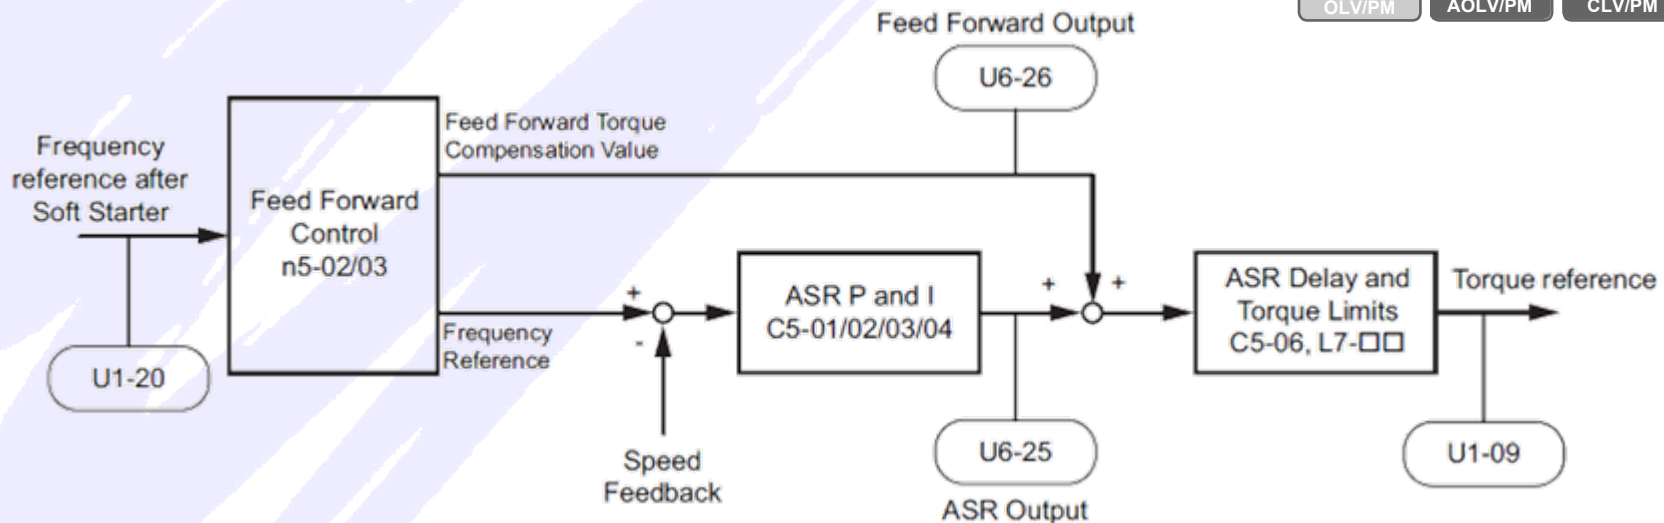 OLV/PM
AOLV/PM
CLV/PM
Feed Forward Output
U6-26
Feed Forward Torque
Compensation Value
Frequency
reference after
Soft Starter
Feed Forward
Control
n5-02/03
U1-20
Frequency
Reference
+
-
Speed
Feedback
ASR P and I
C5-01/02/03/04
+
+
U6-25
ASR Output
ASR Delay and
Torque Limits
C5-06, L7-□□
Torque reference
U1-09